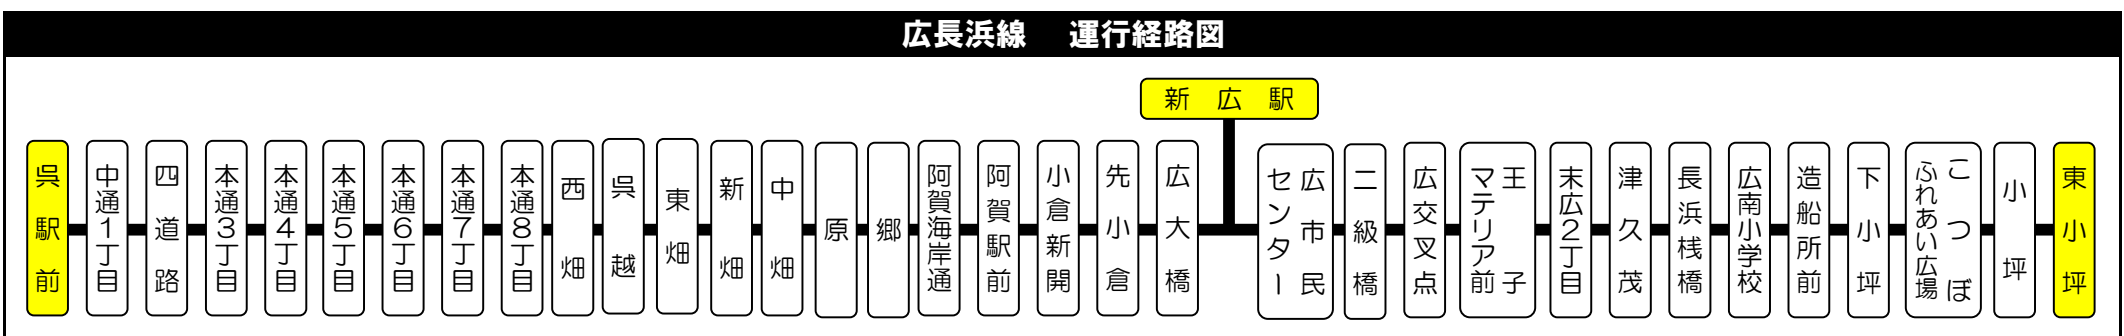 広長浜線 運行経路図
新広駅
呉駅前
中通1丁目
四道路
本通3丁目
本通4丁目
本通5丁目
本通6丁目
本通7丁目
本通8丁目
西畑
呉越
東畑
新畑
中畑
原
郷
阿賀海岸通
阿賀駅前
小倉新開
先小倉
広大橋
広市民
センター
二級橋
広交叉点
王子
マテリア前
末広2丁目
津久茂
長浜桟橋
広南小学校
造船所前
下小坪
こつぼ
ふれあい広場
小坪
東小坪